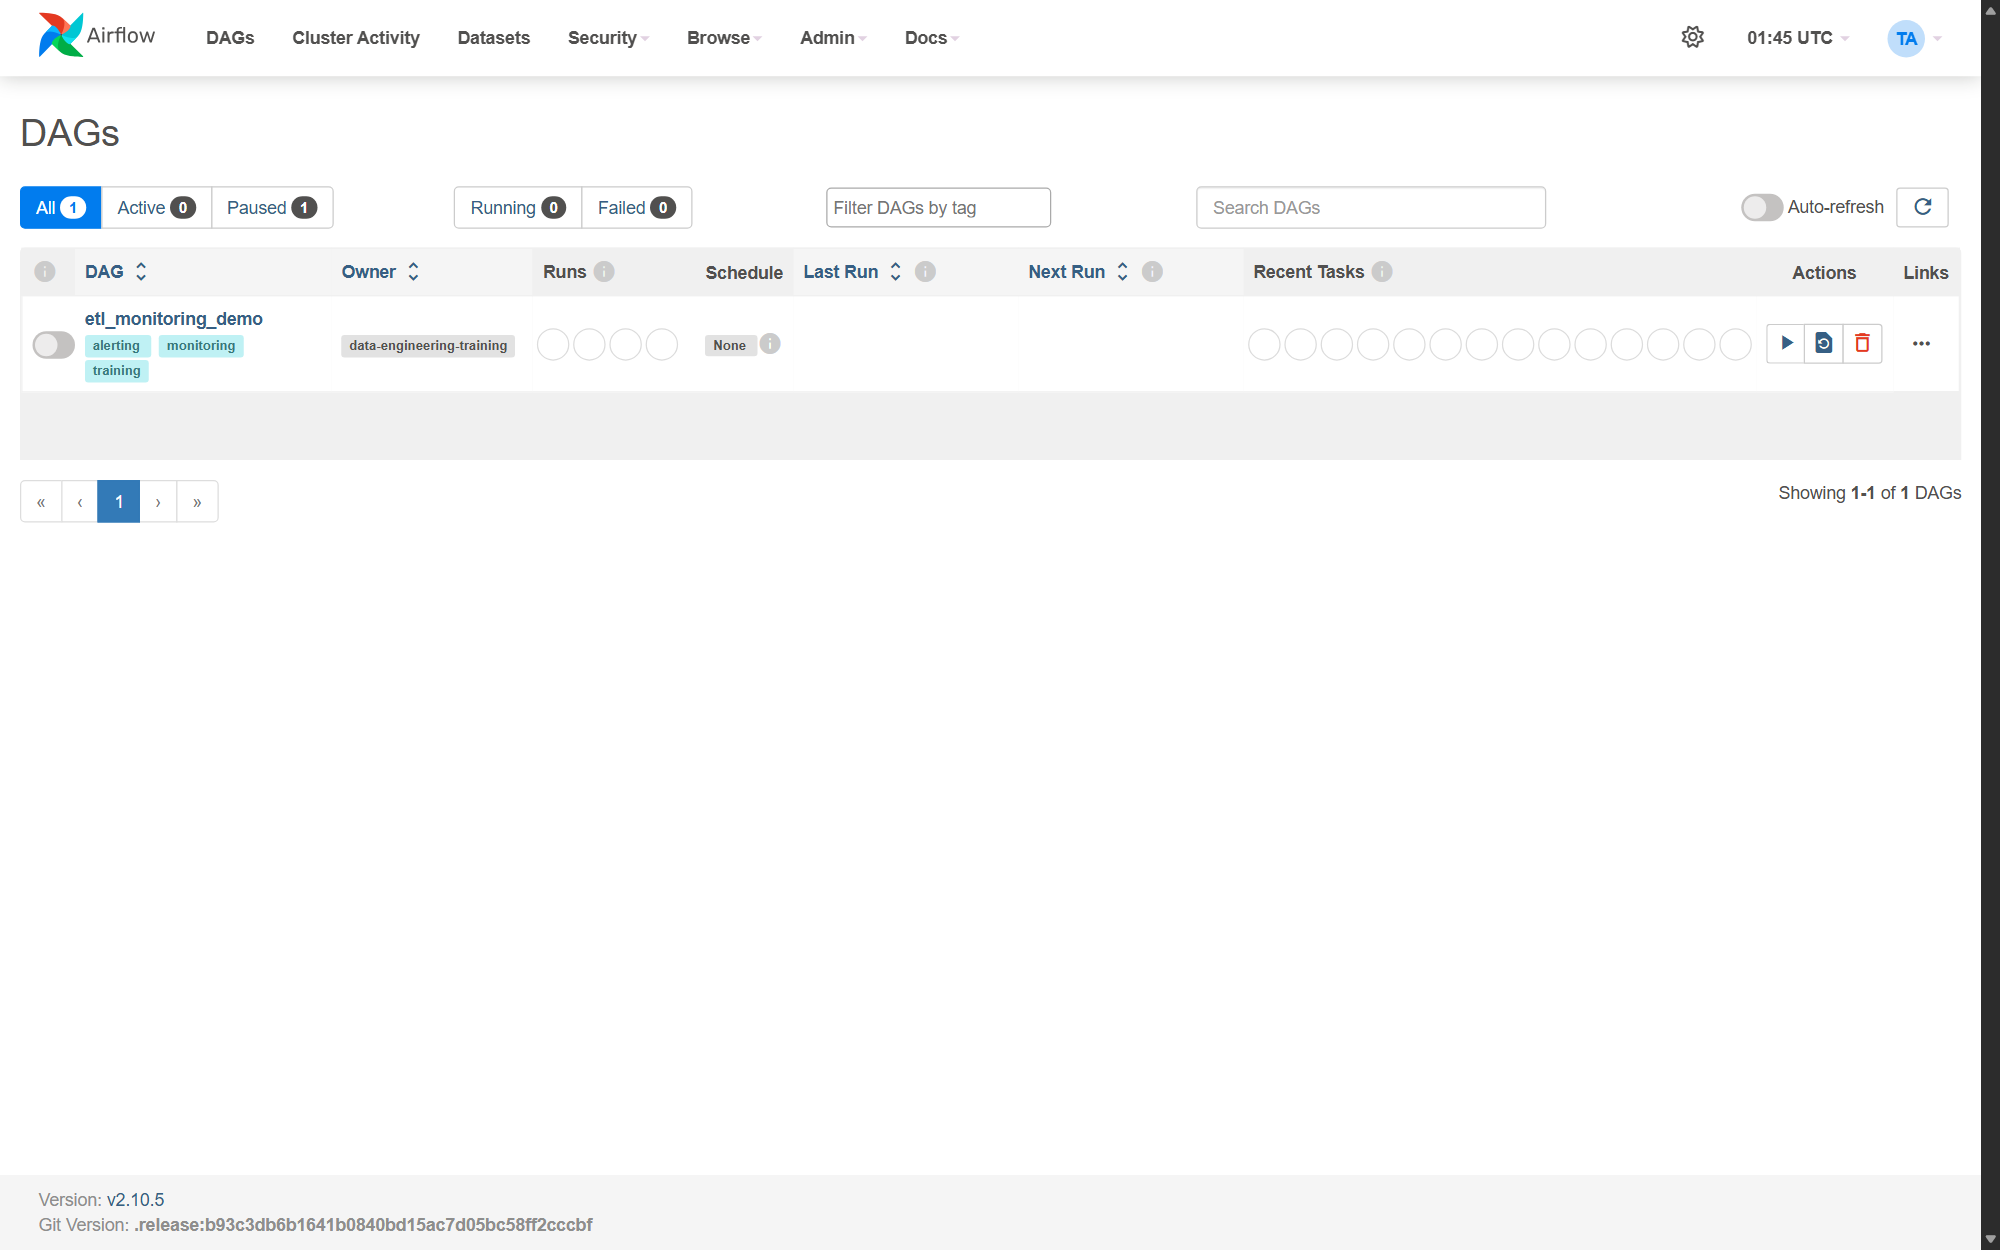 Airflow DAGs Cluster Activity Datasets Security Browse Admin Docs 01:45 UTC TA
DAGs
All 1 Active 0 Paused 1 Running 0 Failed 0 Filter DAGs by tag Search DAGs Auto-refresh
DAG Owner Runs Schedule Last Run Next Run Recent Tasks Actions Links
etl_monitoring_demo
alerting monitoring data-engineering-training None
training
« ‹ 1 › » Showing 1-1 of 1 DAGs
Version: v2.10.5
Git Version: .release:b93c3db6b1641b0840bd15ac7d05bc58ff2cccbf